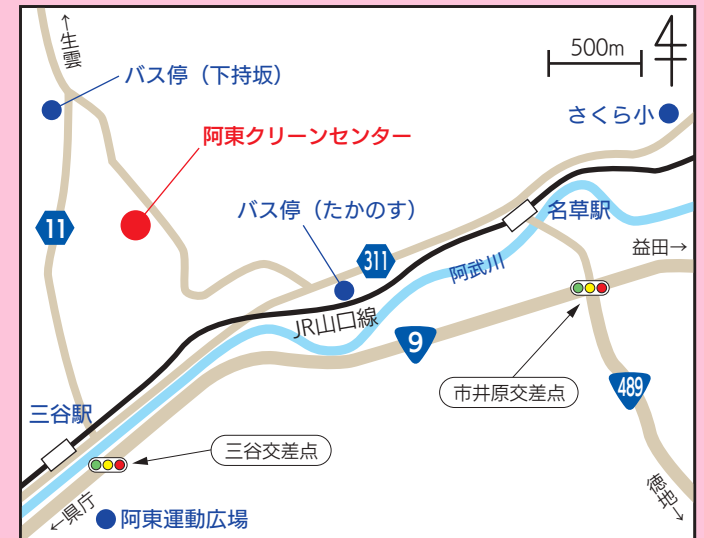 ↑生雲
500m
バス停（下持坂）
さくら小
阿東クリーンセンター
バス停（たかのす）
名草駅
11
311
益田→
阿武川
JR山口線
9
市井原交差点
489
三谷駅
三谷交差点
徳地→
←県庁
阿東運動広場